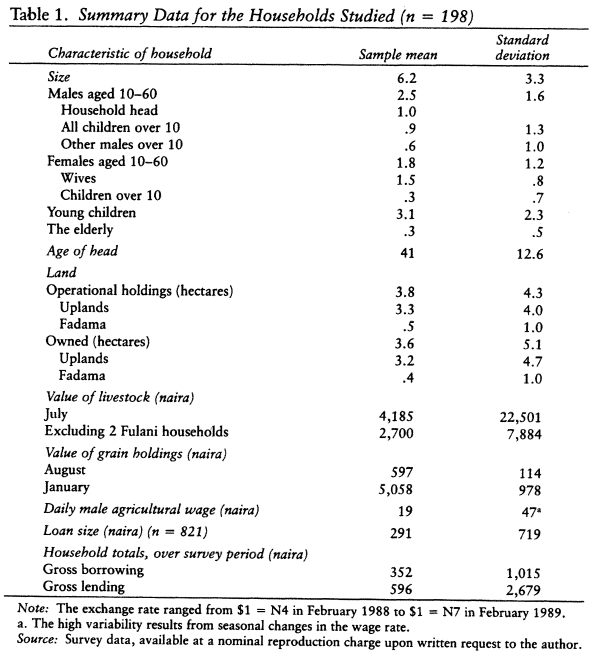 Table 1. Summary Data for the Households Studied (n = 198)
Standard
Characteristic of household Sample mean deviation
Size 6.2 3.3
Males aged 10–60 2.5 1.6
Household head 1.0
All children over 10 .9 1.3
Other males over 10 .6 1.0
Females aged 10–60 1.8 1.2
Wives 1.5 .8
Children over 10 .3 .7
Young children 3.1 2.3
The elderly .3 .5
Age of head 41 12.6
Land
Operational holdings (hectares) 3.8 4.3
Uplands 3.3 4.0
Fadama .5 1.0
Owned (hectares) 3.6 5.1
Uplands 3.2 4.7
Fadama .4 1.0
Value of livestock (naira)
July 4,185 22,501
Excluding 2 Fulani households 2,700 7,884
Value of grain holdings (naira)
August 597 114
January 5,058 978
Daily male agricultural wage (naira) 19 47ᵃ
Loan size (naira) (n = 821) 291 719
Household totals, over survey period (naira)
Gross borrowing 352 1,015
Gross lending 596 2,679
Note: The exchange rate ranged from $1 = N4 in February 1988 to $1 = N7 in February 1989.
a. The high variability results from seasonal changes in the wage rate.
Source: Survey data, available at a nominal reproduction charge upon written request to the author.